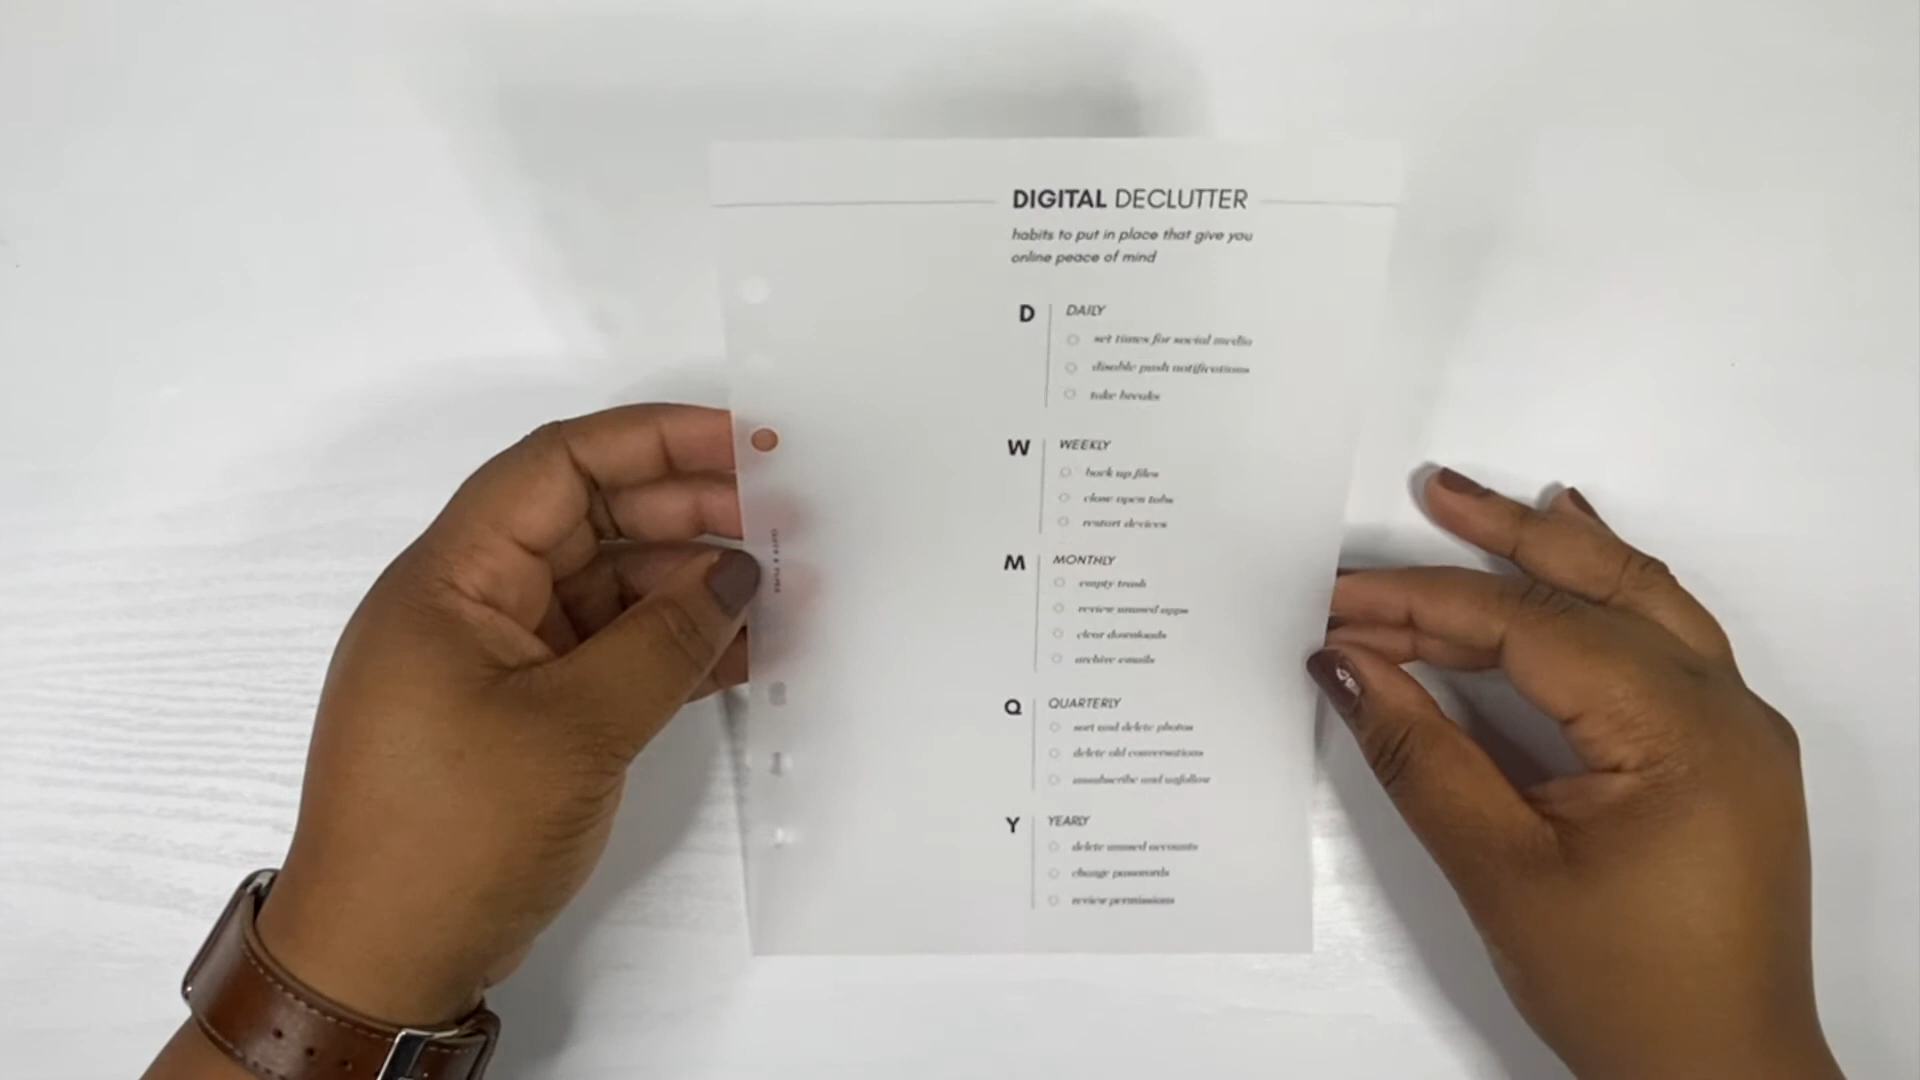 DIGITAL DECLUTTER
habits to put in place that give you
online peace of mind
D
DAILY
set times for social media
disable push notifications
take breaks
W
WEEKLY
back up files
close open tabs
restart devices
M
MONTHLY
empty trash
review unused apps
clear downloads
archive emails
Q
QUARTERLY
sort and delete photos
delete old conversations
unsubscribe and unfollow
Y
YEARLY
delete unused accounts
change passwords
review permissions